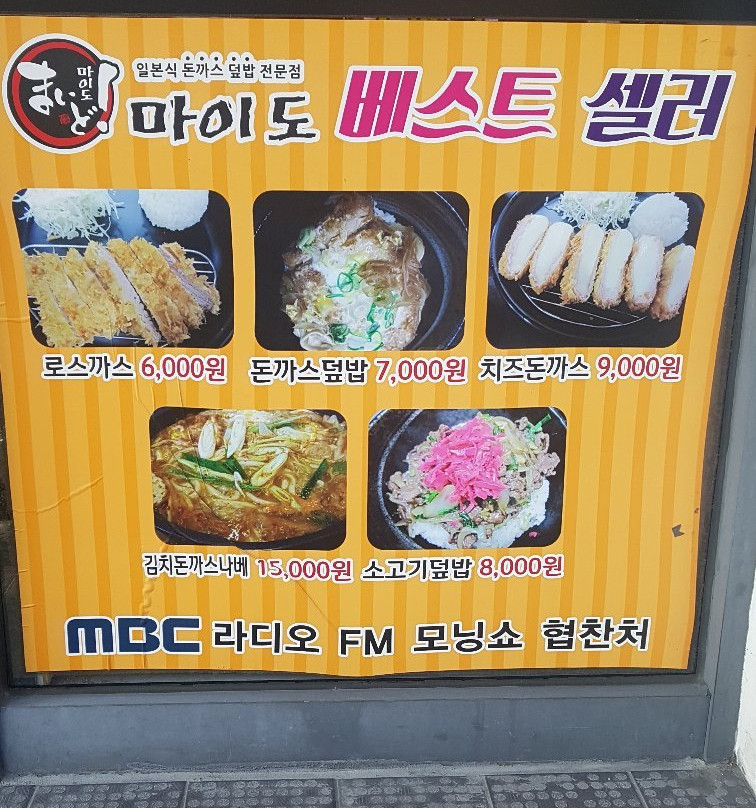 まいど!
마이도
일본식 돈까스 덮밥 전문점
마이도 베스트 셀러
로스까스 6,000원 돈까스덮밥 7,000원 치즈돈까스 9,000원
김치돈까스나베 15,000원 소고기덮밥 8,000원
MBC 라디오 FM 모닝쇼 협찬처